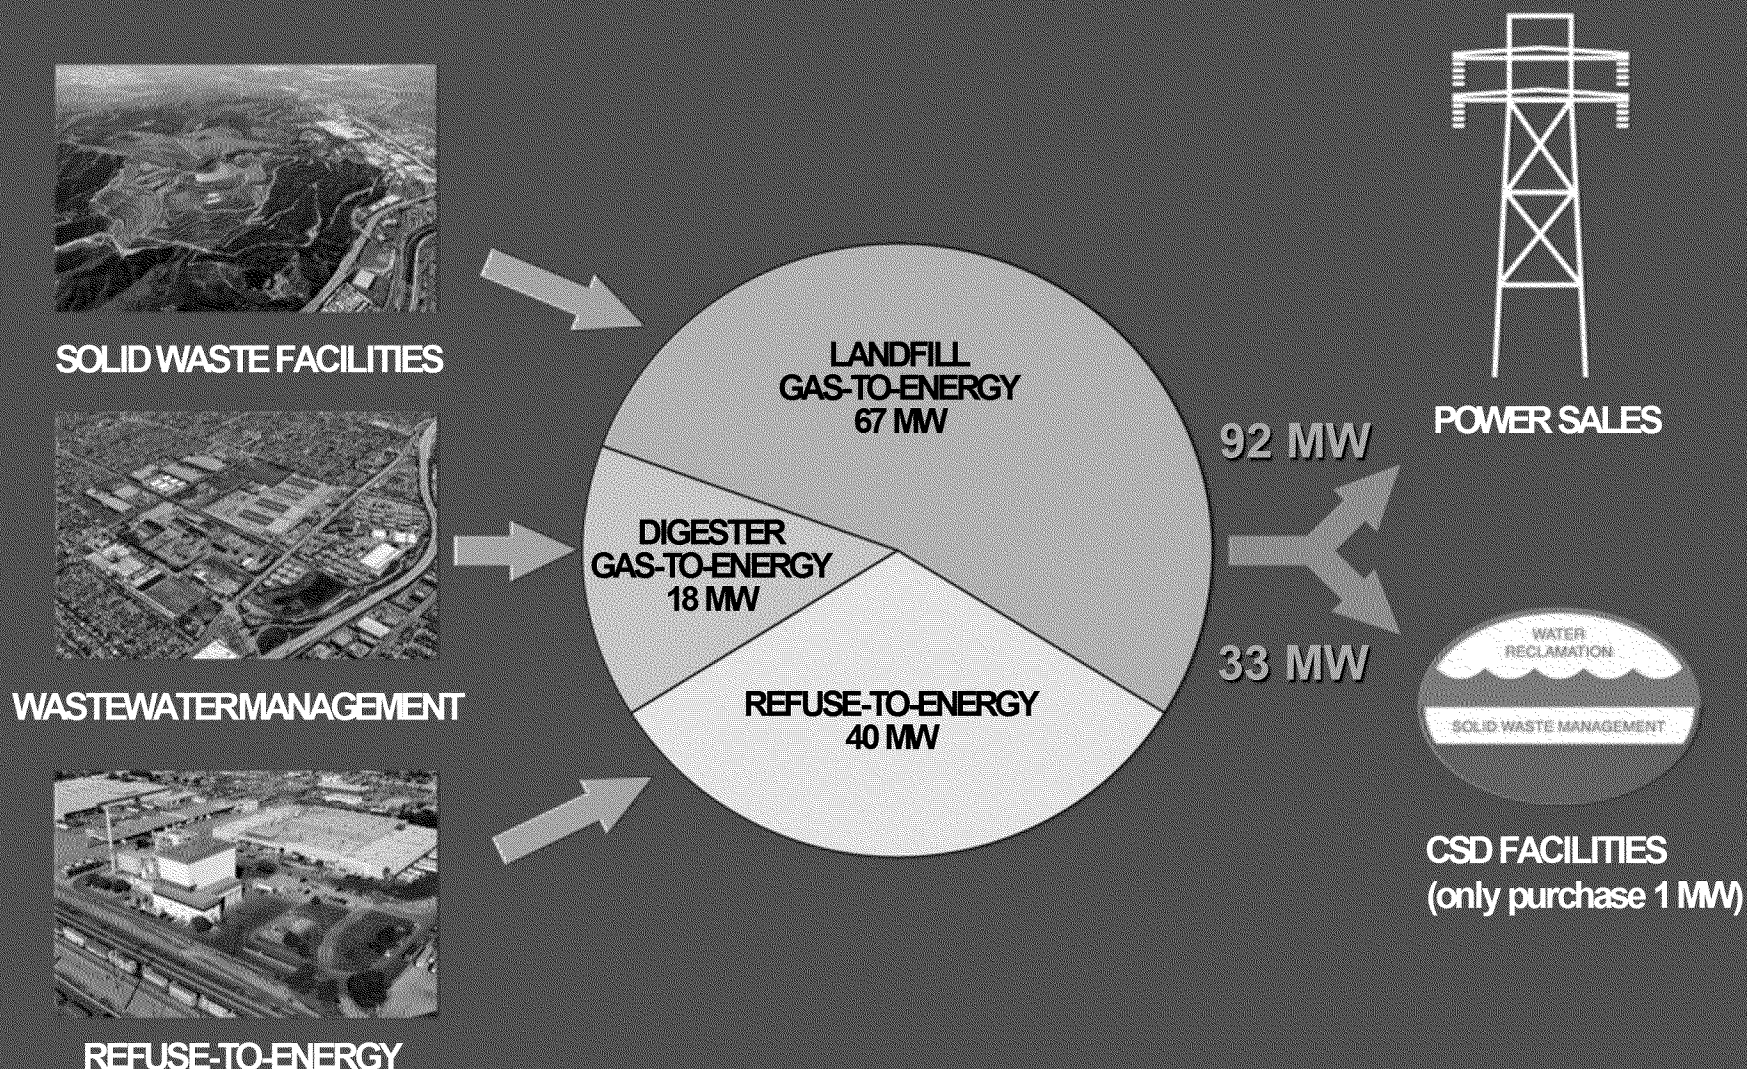 SOLID WASTE FACILITIES
WASTEWATER MANAGEMENT
REFUSE-TO-ENERGY
LANDFILL
GAS-TO-ENERGY
67 MW
DIGESTER
GAS-TO-ENERGY
18 MW
REFUSE-TO-ENERGY
40 MW
92 MW
33 MW
POWER SALES
WATER
RECLAMATION
SOLID WASTE MANAGEMENT
CSD FACILITIES
(only purchase 1 MW)